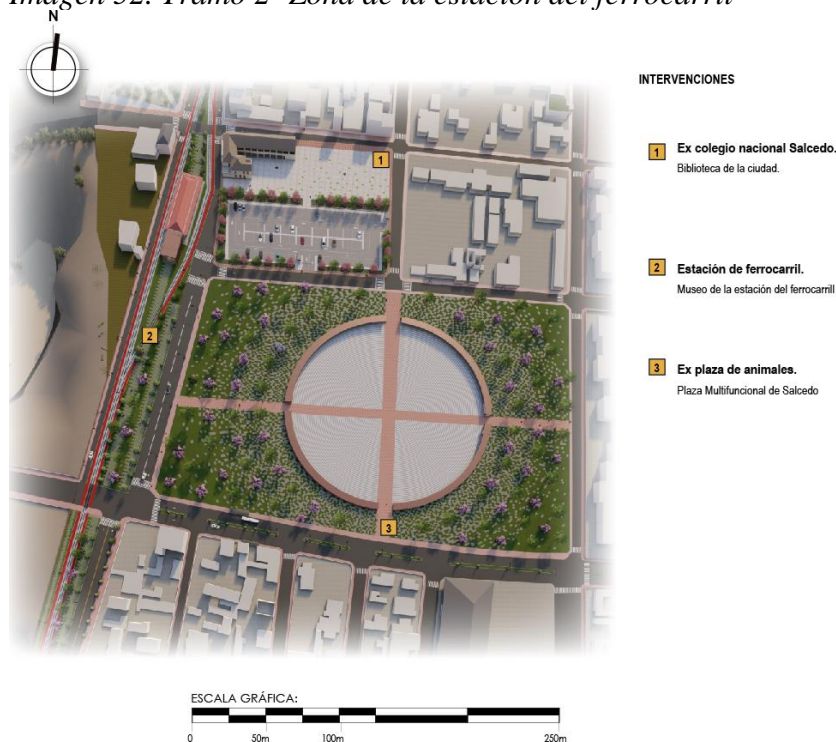 Imagen 32. Tramo 2- Zona de la estación del ferrocarril
N
INTERVENCIONES
1 Ex colegio nacional Salcedo.
Biblioteca de la ciudad.
2 Estación de ferrocarril.
Museo de la estación del ferrocarrill
3 Ex plaza de animales.
Plaza Multifuncional de Salcedo
1
2
3
ESCALA GRÁFICA:
0 50m 100m 250m